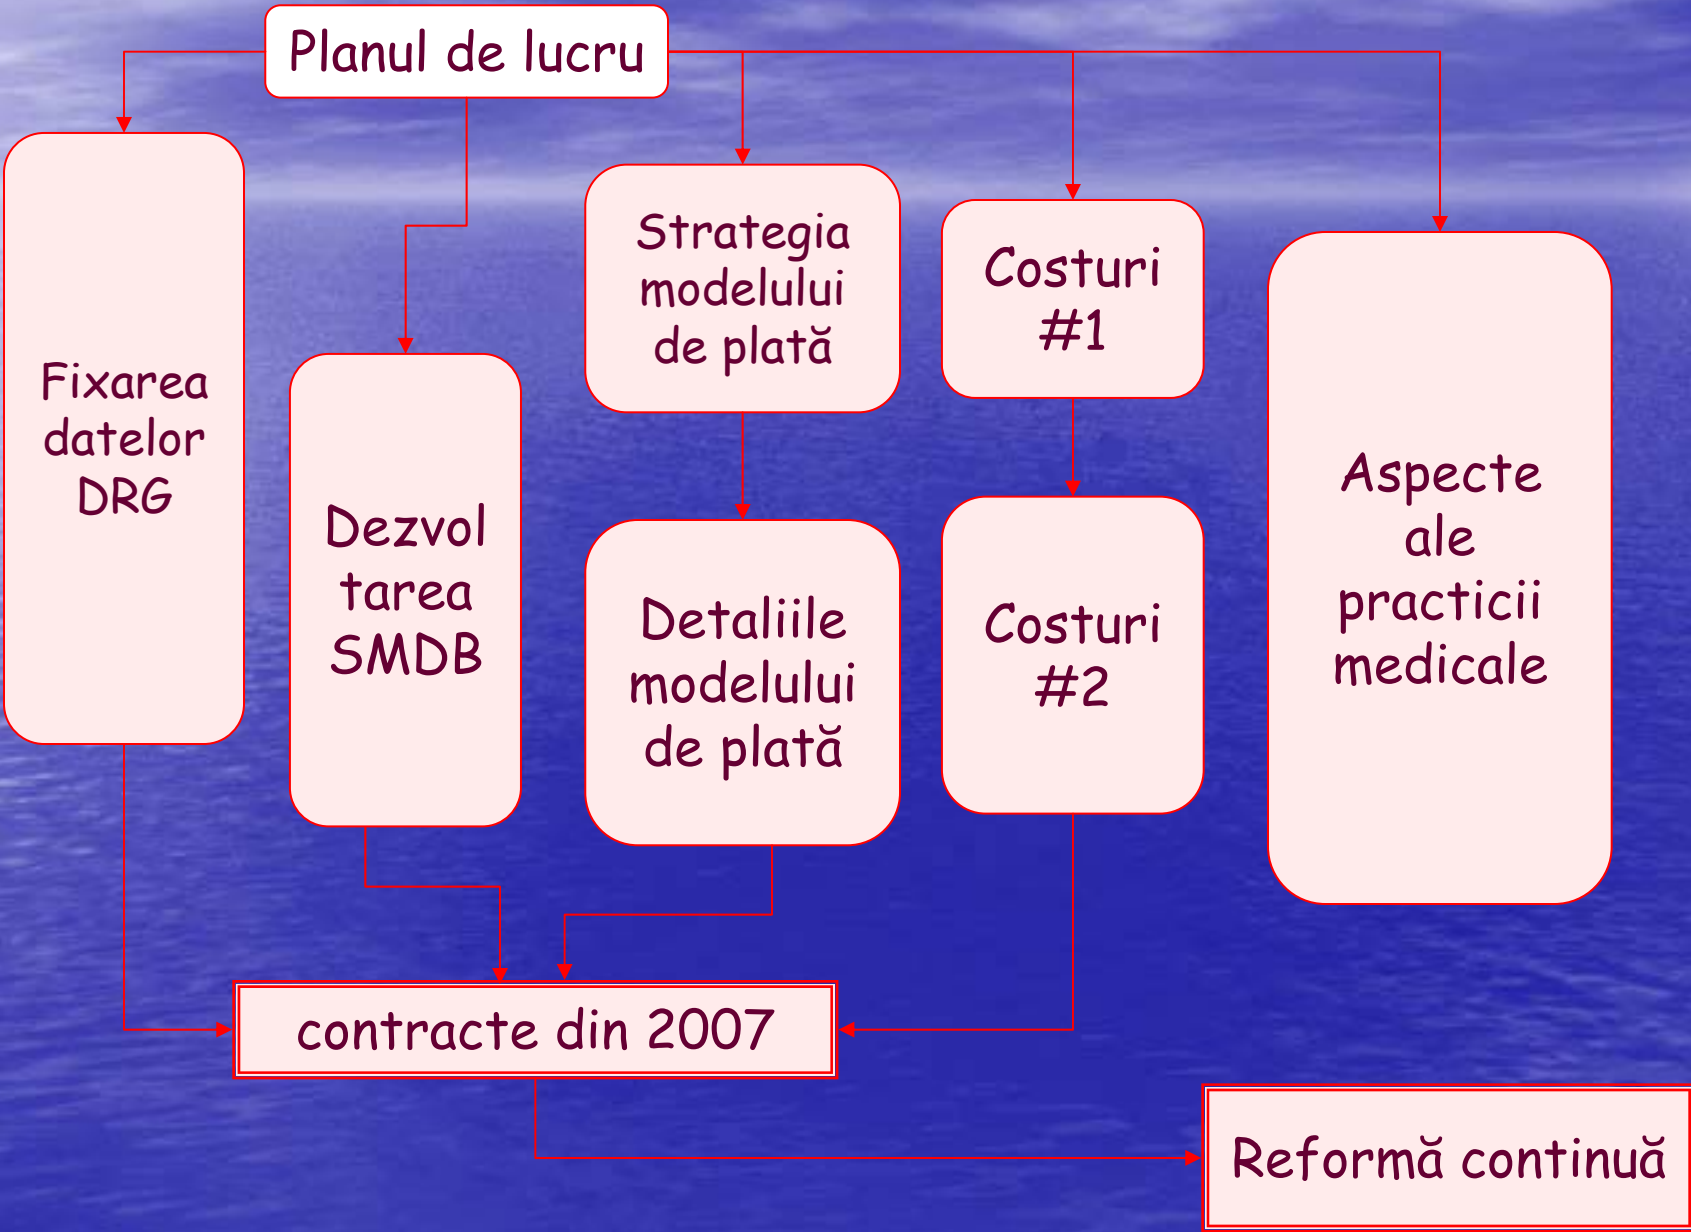 Planul de lucru
Fixarea
datelor
DRG
Dezvol
tarea
SMDB
Strategia
modelului
de plată
Detaliile
modelului
de plată
Costuri
#1
Costuri
#2
Aspecte
ale
practicii
medicale
contracte din 2007
Reformă continuă